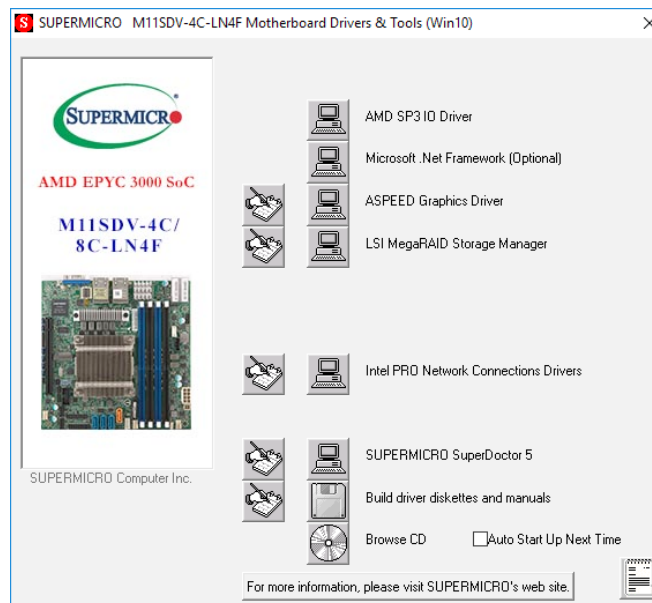 S SUPERMICRO M11SDV-4C-LN4F Motherboard Drivers & Tools (Win10)
SUPERMICRO
AMD EPYC 3000 SoC
M11SDV-4C/
8C-LN4F
SUPERMICRO Computer Inc.
AMD SP3 IO Driver
Microsoft .Net Framework (Optional)
ASPEED Graphics Driver
LSI MegaRAID Storage Manager
Intel PRO Network Connections Drivers
SUPERMICRO SuperDoctor 5
Build driver diskettes and manuals
Browse CD Auto Start Up Next Time
For more information, please visit SUPERMICRO's web site.